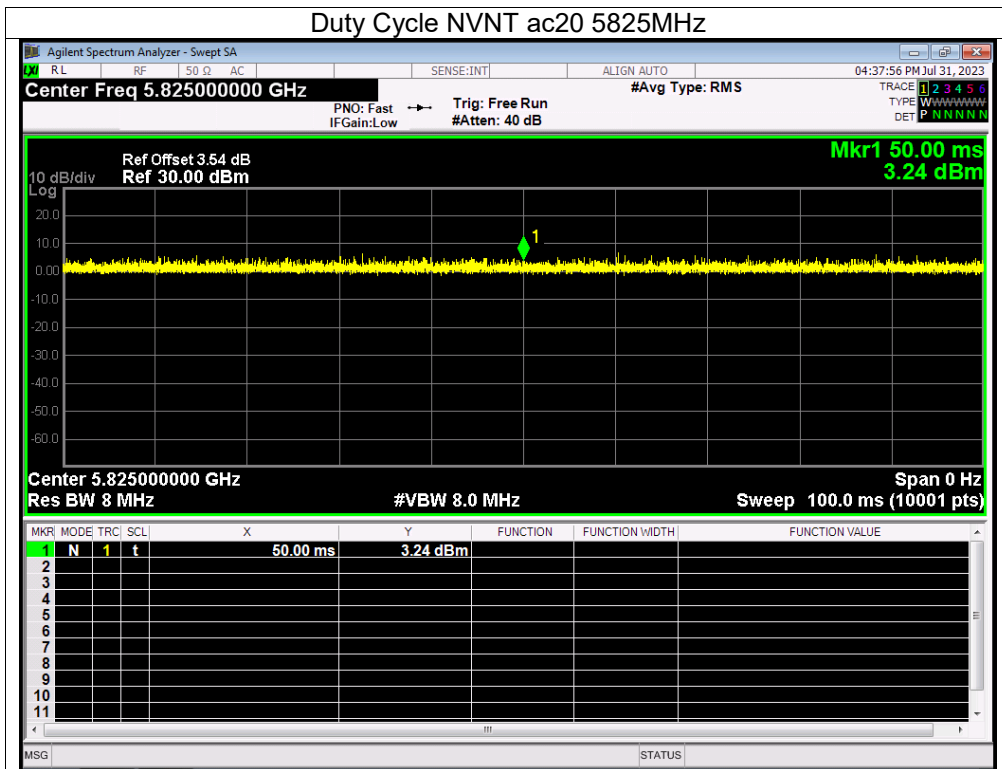 Duty Cycle NVNT ac20 5825MHz
Agilent Spectrum Analyzer - Swept SA
LXI RL RF 50 Ω AC SENSE:INT ALIGN AUTO 04:37:56 PM Jul 31, 2023
Center Freq 5.825000000 GHz #Avg Type: RMS TRACE 1 2 3 4 5 6
PNO: Fast Trig: Free Run TYPE WWWWWW
IFGain:Low #Atten: 40 dB DET P N N N N N
Mkr1 50.00 ms
Ref Offset 3.54 dB
10 dB/div Ref 30.00 dBm 3.24 dBm
Log
20.0
1
10.0
0.00
-10.0
-20.0
-30.0
-40.0
-50.0
-60.0
Center 5.825000000 GHz Span 0 Hz
Res BW 8 MHz #VBW 8.0 MHz Sweep 100.0 ms (10001 pts)
MKR MODE TRC SCL X Y FUNCTION FUNCTION WIDTH FUNCTION VALUE
1 N 1 t 50.00 ms 3.24 dBm
2
3
4
5
6
7
8
9
10
11
MSG STATUS